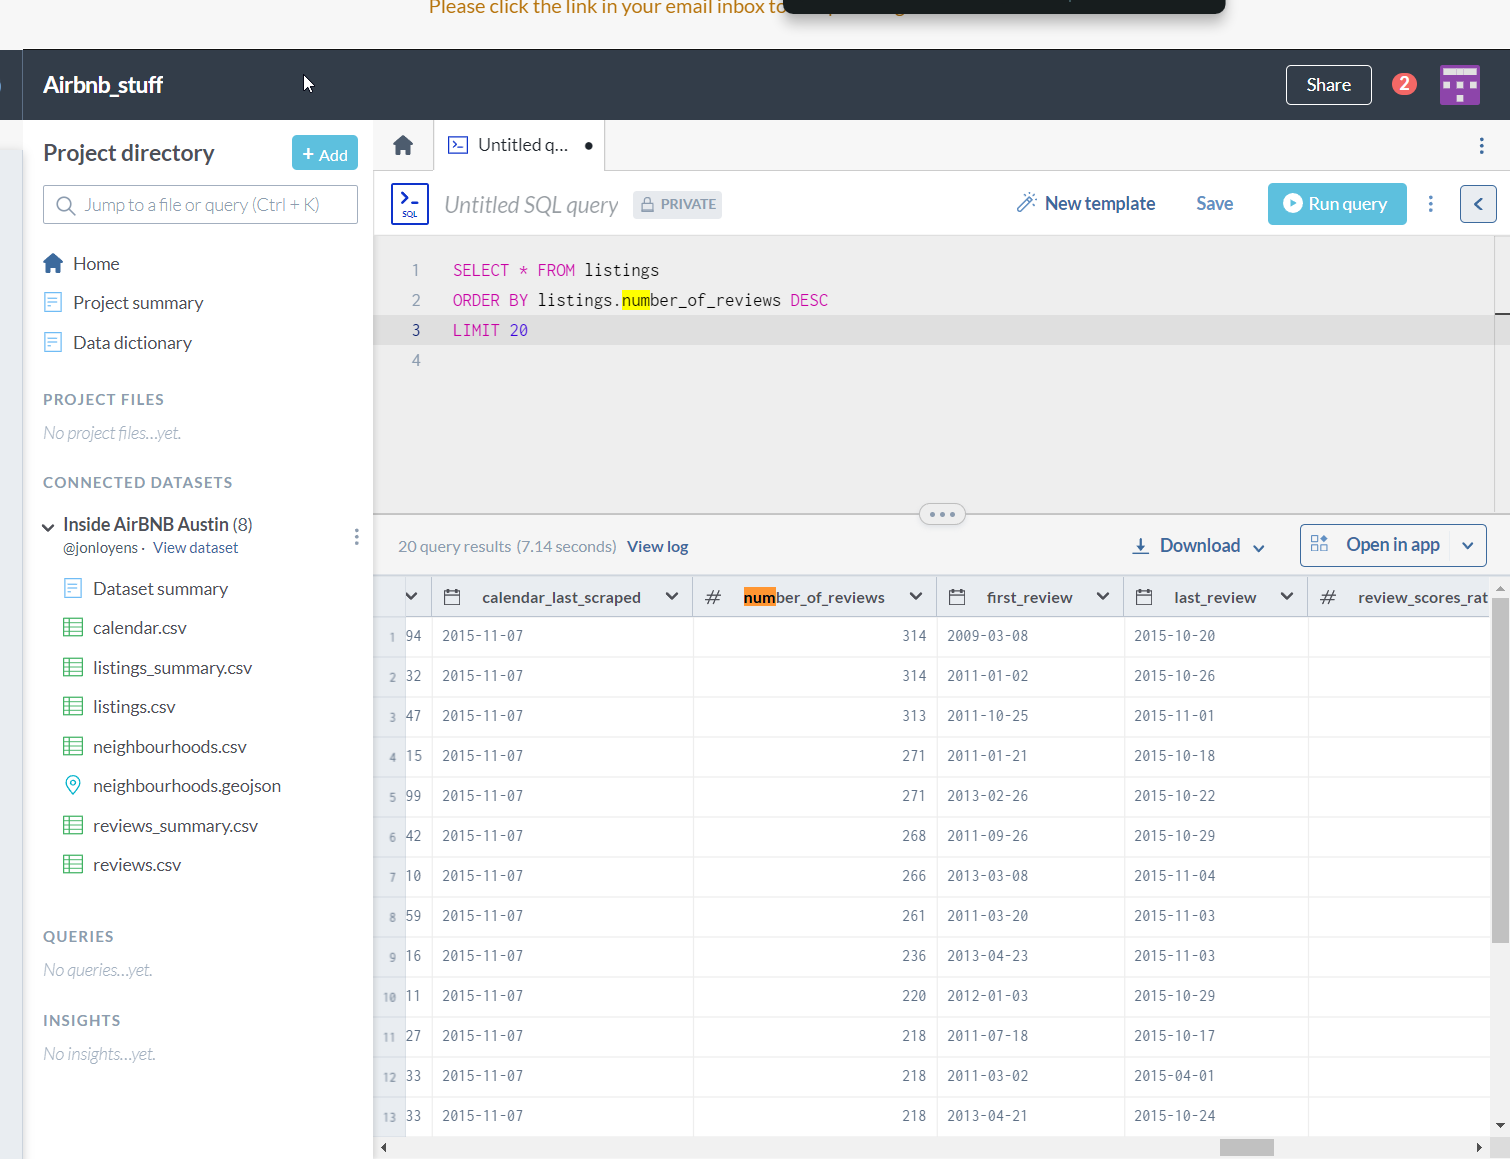 Please click the link in your email inbox to
Airbnb_stuff
Share
2
Project directory
+ Add
Jump to a file or query (Ctrl + K)
Home
Project summary
Data dictionary
PROJECT FILES
No project files...yet.
CONNECTED DATASETS
Inside AirBNB Austin (8)
@jonloyens · View dataset
Dataset summary
calendar.csv
listings_summary.csv
listings.csv
neighbourhoods.csv
neighbourhoods.geojson
reviews_summary.csv
reviews.csv
QUERIES
No queries...yet.
INSIGHTS
No insights...yet.
Untitled q...
SQL
Untitled SQL query
PRIVATE
New template
Save
Run query
1 SELECT * FROM listings
2 ORDER BY listings.number_of_reviews DESC
3 LIMIT 20
4
20 query results (7.14 seconds) View log
Download
Open in app
calendar_last_scraped # number_of_reviews first_review last_review # review_scores_rat
1 94 2015-11-07 314 2009-03-08 2015-10-20
2 32 2015-11-07 314 2011-01-02 2015-10-26
3 47 2015-11-07 313 2011-10-25 2015-11-01
4 15 2015-11-07 271 2011-01-21 2015-10-18
5 99 2015-11-07 271 2013-02-26 2015-10-22
6 42 2015-11-07 268 2011-09-26 2015-10-29
7 10 2015-11-07 266 2013-03-08 2015-11-04
8 59 2015-11-07 261 2011-03-20 2015-11-03
9 16 2015-11-07 236 2013-04-23 2015-11-03
10 11 2015-11-07 220 2012-01-03 2015-10-29
11 27 2015-11-07 218 2011-07-18 2015-10-17
12 33 2015-11-07 218 2011-03-02 2015-04-01
13 33 2015-11-07 218 2013-04-21 2015-10-24